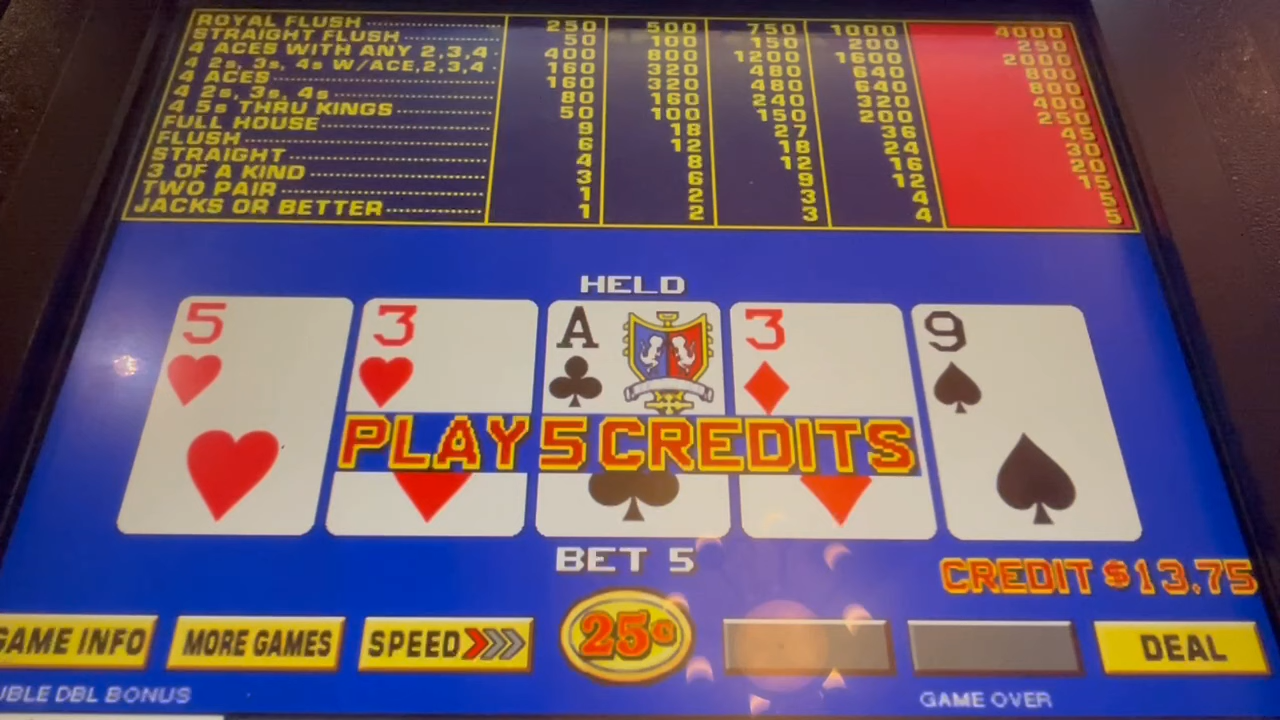 ROYAL FLUSH 250 500 750 1000 4000
STRAIGHT FLUSH 50 100 150 200 250
4 ACES WITH ANY 2,3,4 400 800 1200 1600 2000
4 2s, 3s, 4s W/ACE,2,3,4 160 320 480 640 800
4 ACES 160 320 480 640 800
4 2s, 3s, 4s 80 160 240 320 400
4 5s THRU KINGS 50 100 150 200 250
FULL HOUSE 9 18 27 36 45
FLUSH 6 12 18 24 30
STRAIGHT 4 8 12 16 20
3 OF A KIND 3 6 9 12 15
TWO PAIR 1 2 3 4 5
JACKS OR BETTER 1 2 3 4 5
HELD
5 3 A 3 9
PLAY 5 CREDITS
BET 5
CREDIT $13.75
GAME INFO MORE GAMES SPEED 25¢ DEAL
UBLE DBL BONUS GAME OVER